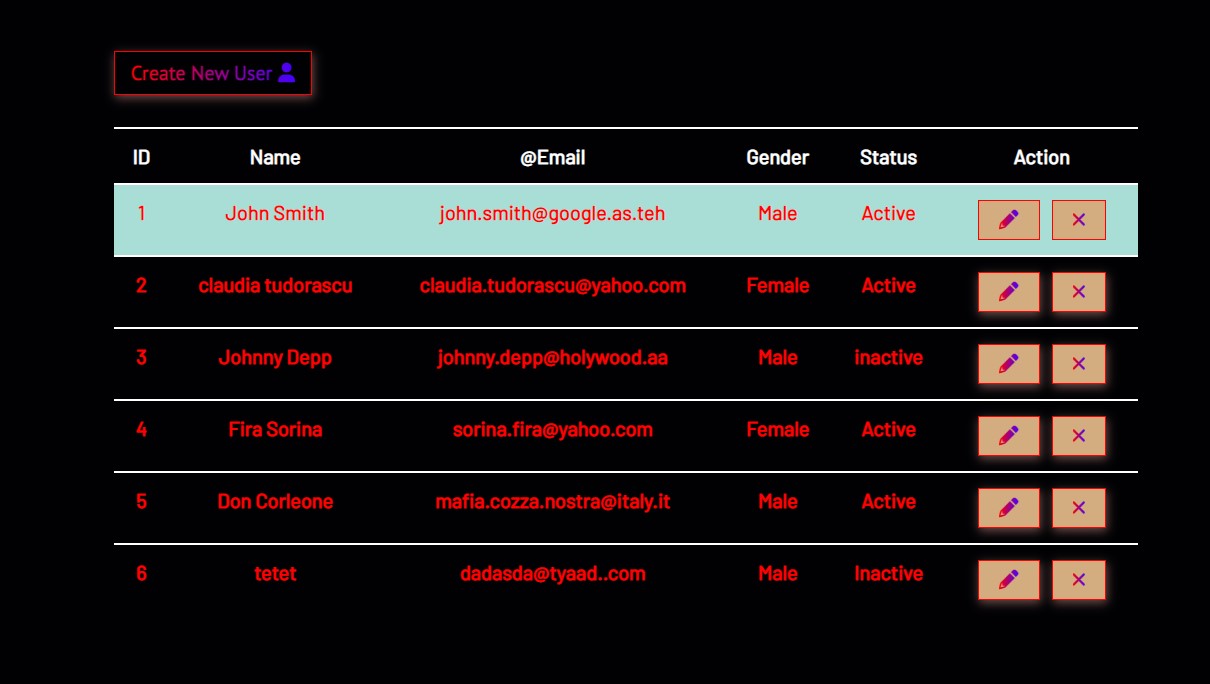 Create New User
ID Name @Email Gender Status Action
1 John Smith john.smith@google.as.teh Male Active
2 claudia tudorascu claudia.tudorascu@yahoo.com Female Active
3 Johnny Depp johnny.depp@holywood.aa Male inactive
4 Fira Sorina sorina.fira@yahoo.com Female Active
5 Don Corleone mafia.cozza.nostra@italy.it Male Active
6 tetet dadasda@tyaad..com Male Inactive